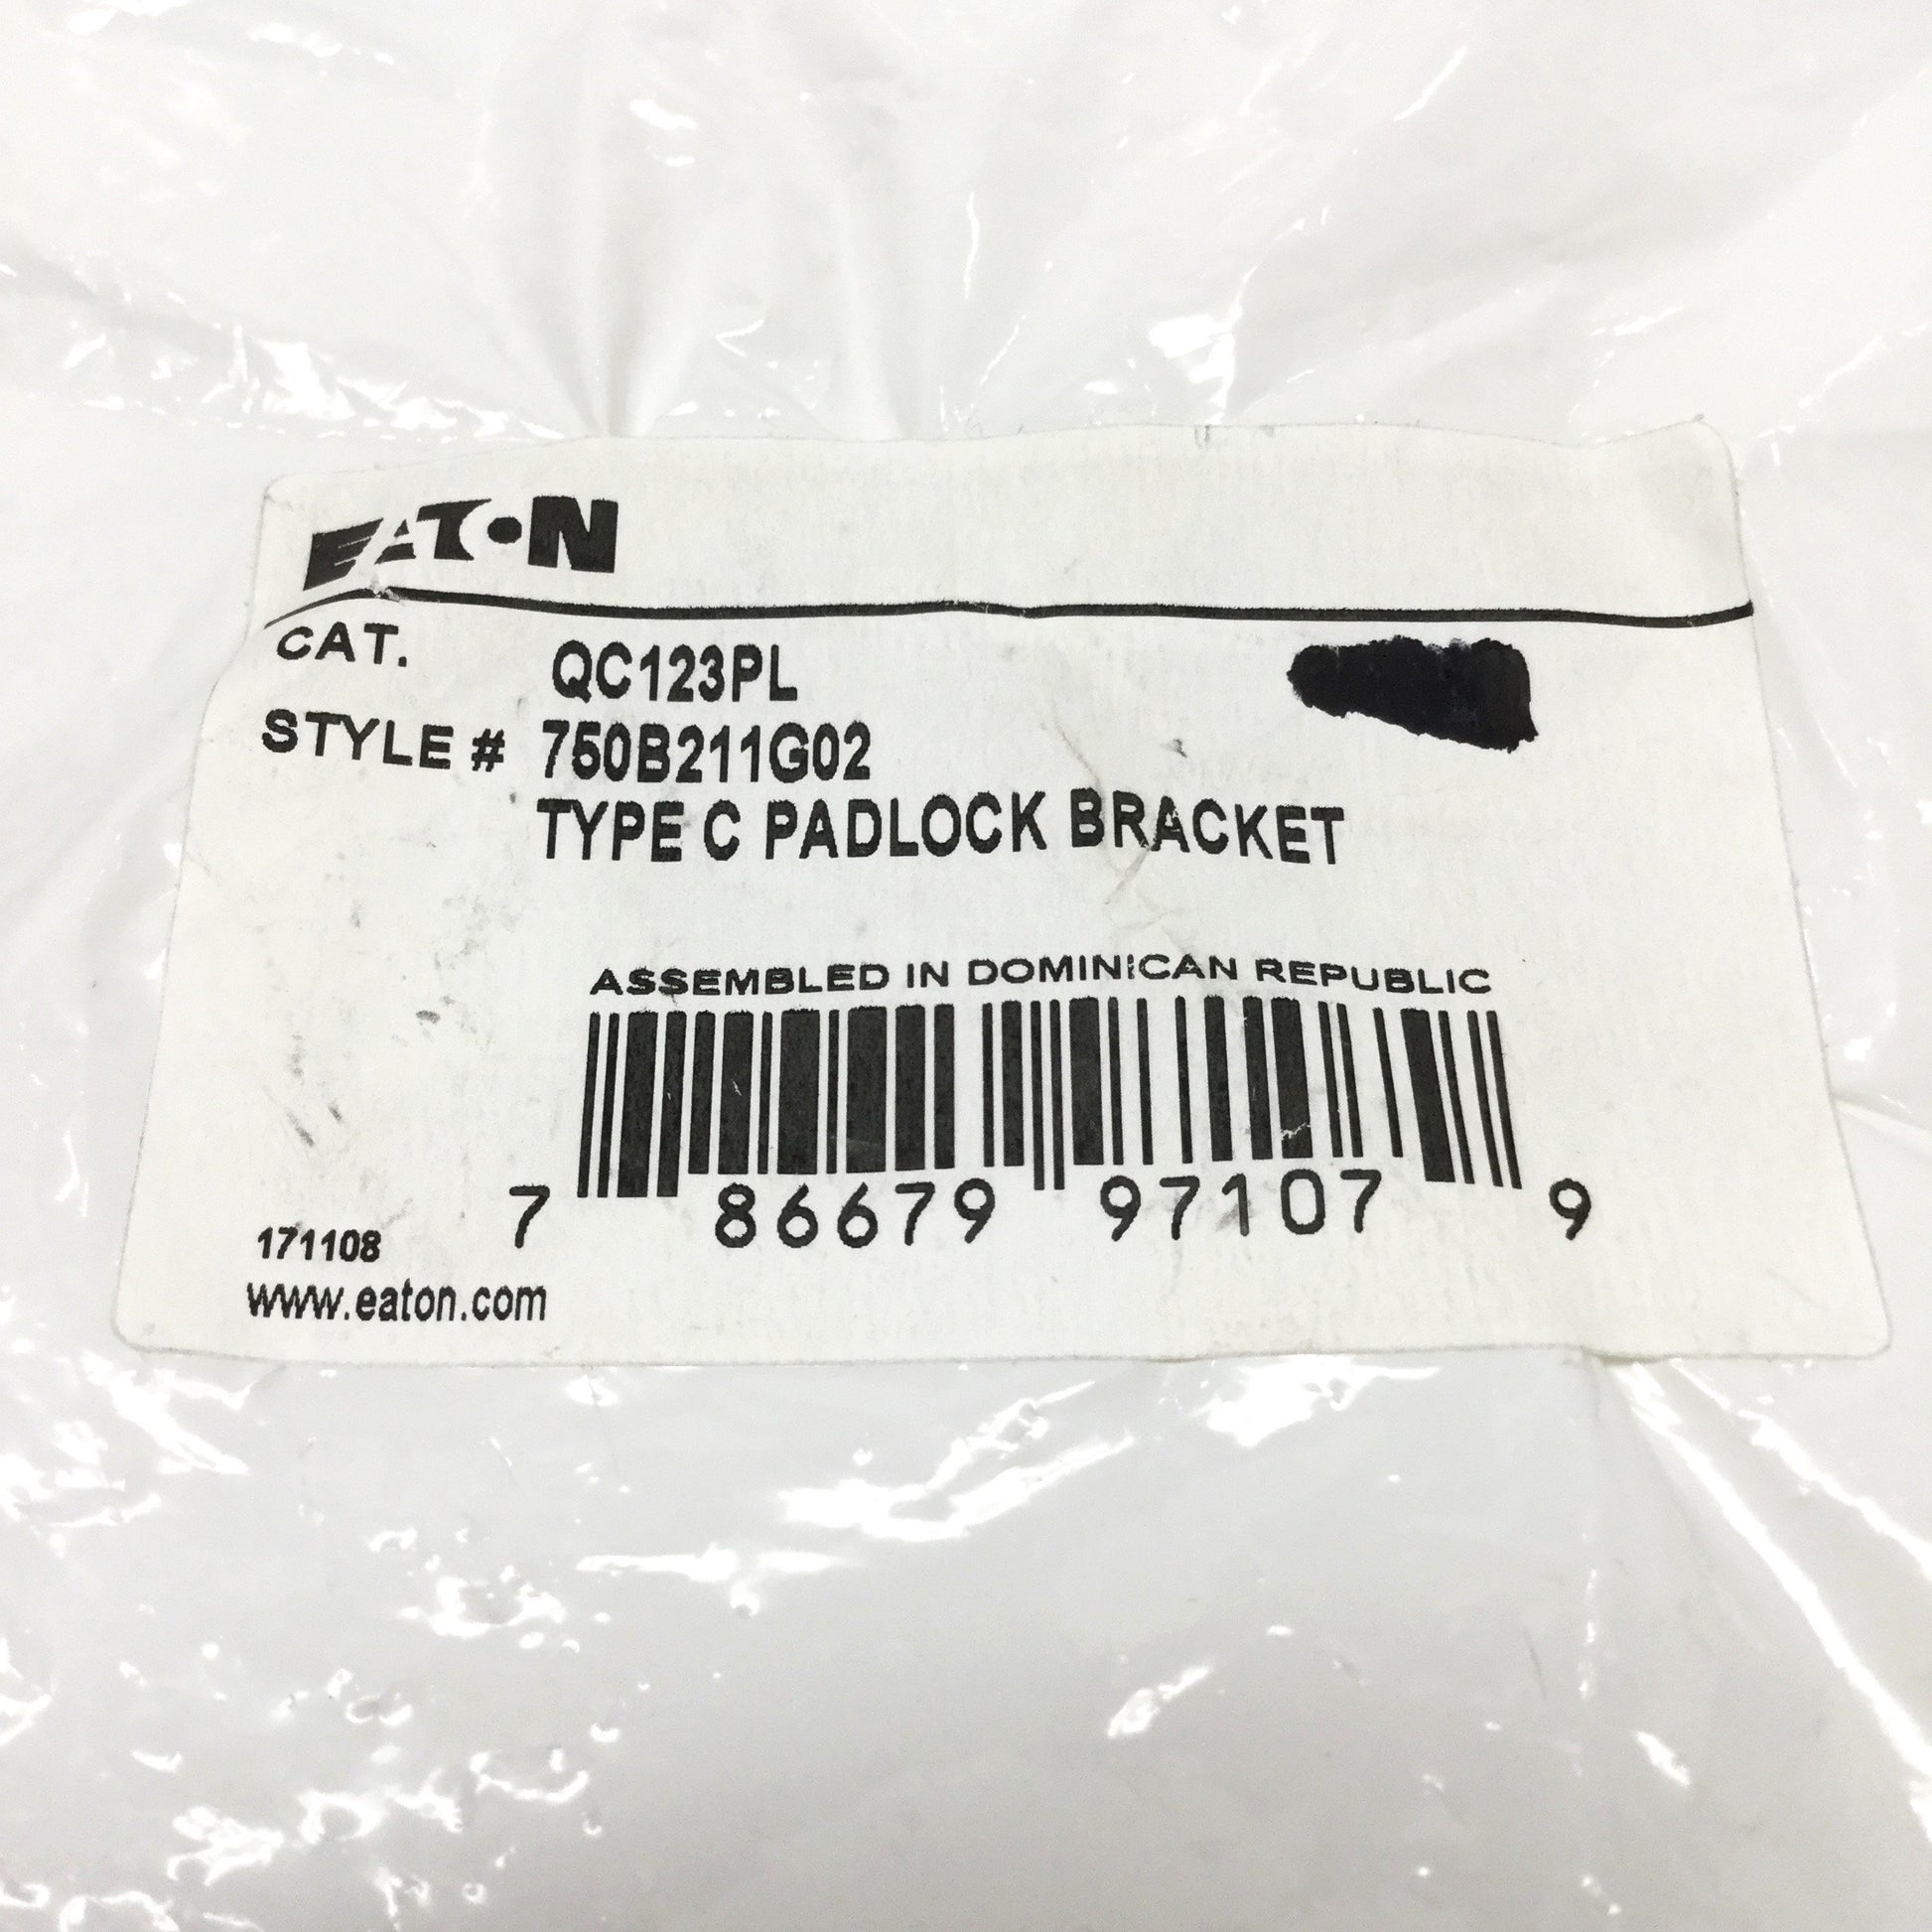 EATON
CAT. QC123PL
STYLE # 750B211G02
TYPE C PADLOCK BRACKET
ASSEMBLED IN DOMINICAN REPUBLIC
7 86679 97107 9
171108
www.eaton.com